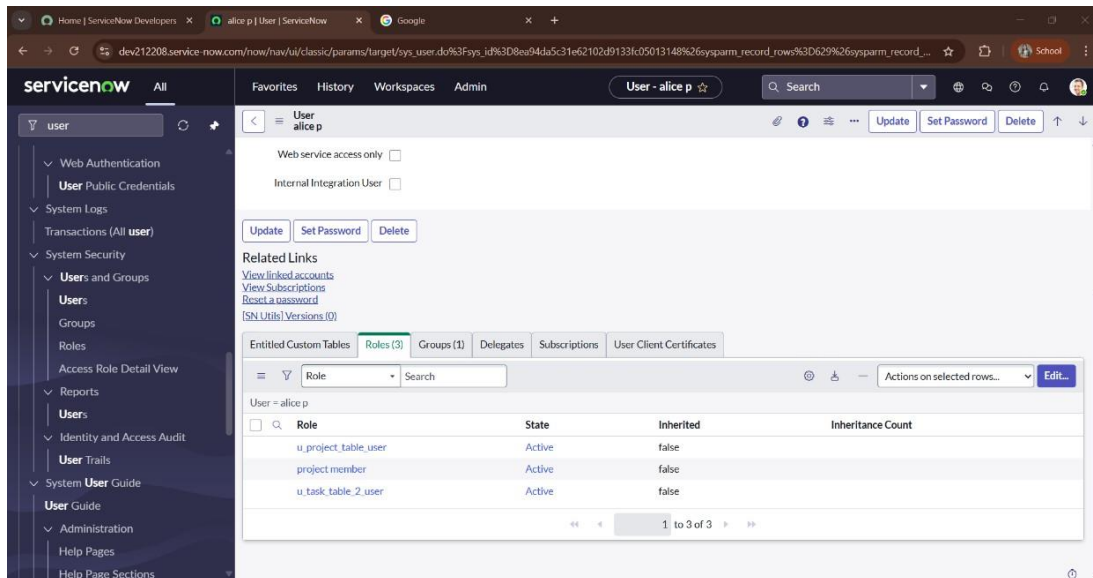 Home | ServiceNow Developers
alice p | User | ServiceNow
Google
dev212208.service-now.com/now/nav/ui/classic/params/target/sys_user.do%3Fsys_id%3D8ea94da5c31e62102d9133fc05013148%26sysparm_record_rows%3D629%26sysparm_record_...
School
servicenow
All
Favorites
History
Workspaces
Admin
User - alice p
Search
user
User
alice p
Update
Set Password
Delete
Web Authentication
User Public Credentials
System Logs
Transactions (All user)
System Security
Users and Groups
Users
Groups
Roles
Access Role Detail View
Reports
Users
Identity and Access Audit
User Trails
System User Guide
User Guide
Administration
Help Pages
Help Page Sections
Web service access only
Internal Integration User
Update
Set Password
Delete
Related Links
View linked accounts
View Subscriptions
Reset a password
[SN Utils] Versions (0)
Entitled Custom Tables
Roles (3)
Groups (1)
Delegates
Subscriptions
User Client Certificates
Role
Search
Actions on selected rows...
Edit...
User = alice p
Role State Inherited Inheritance Count
u_project_table_user Active false
project member Active false
u_task_table_2_user Active false
1 to 3 of 3